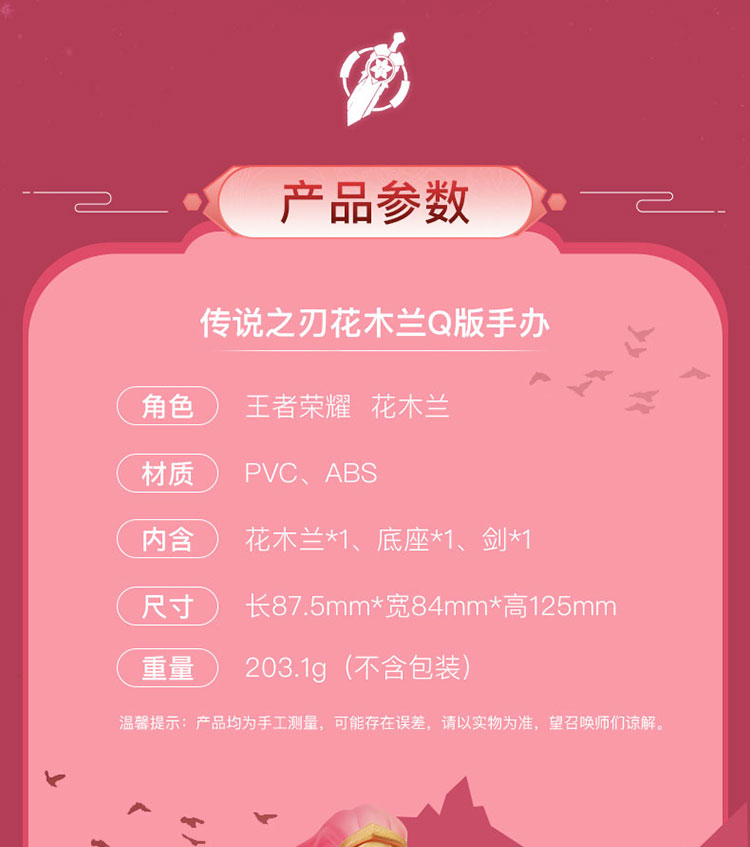 产品参数
传说之刃花木兰Q版手办
角色 王者荣耀 花木兰
材质 PVC、ABS
内含 花木兰*1、底座*1、剑*1
尺寸 长87.5mm*宽84mm*高125mm
重量 203.1g（不含包装）
温馨提示：产品均为手工测量，可能存在误差，请以实物为准，望召唤师们谅解。